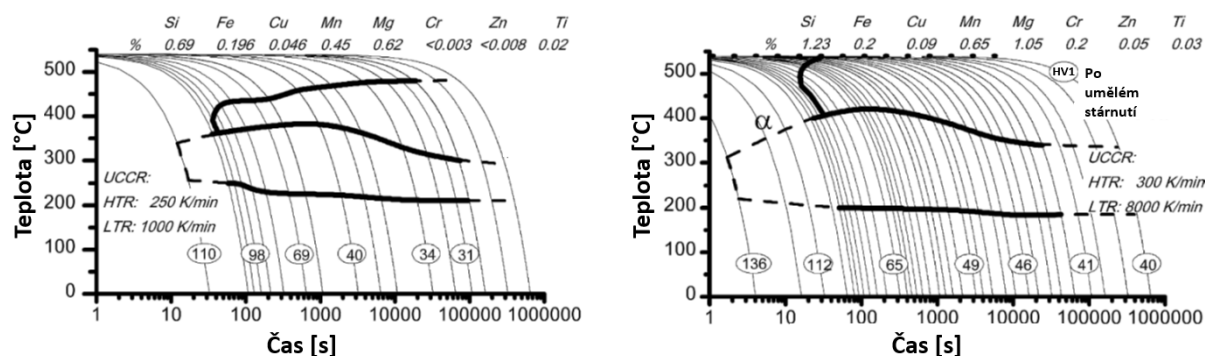 Si Fe Cu Mn Mg Cr Zn Ti
% 0.69 0.196 0.046 0.45 0.62 <0.003 <0.008 0.02
500
400
300
200
100
0
Teplota [°C]
UCCR:
HTR: 250 K/min
LTR: 1000 K/min
110 98 69 40 34 31
1 10 100 1000 10000 100000 1000000
Čas [s]
Si Fe Cu Mn Mg Cr Zn Ti
% 1.23 0.2 0.09 0.65 1.05 0.2 0.05 0.03
HV1 Po
umělém
stárnutí
500
400
300
200
100
0
Teplota [°C]
α
UCCR:
HTR: 300 K/min
LTR: 8000 K/min
136 112 65 49 46 41 40
1 10 100 1000 10000 100000 1000000
Čas [s]